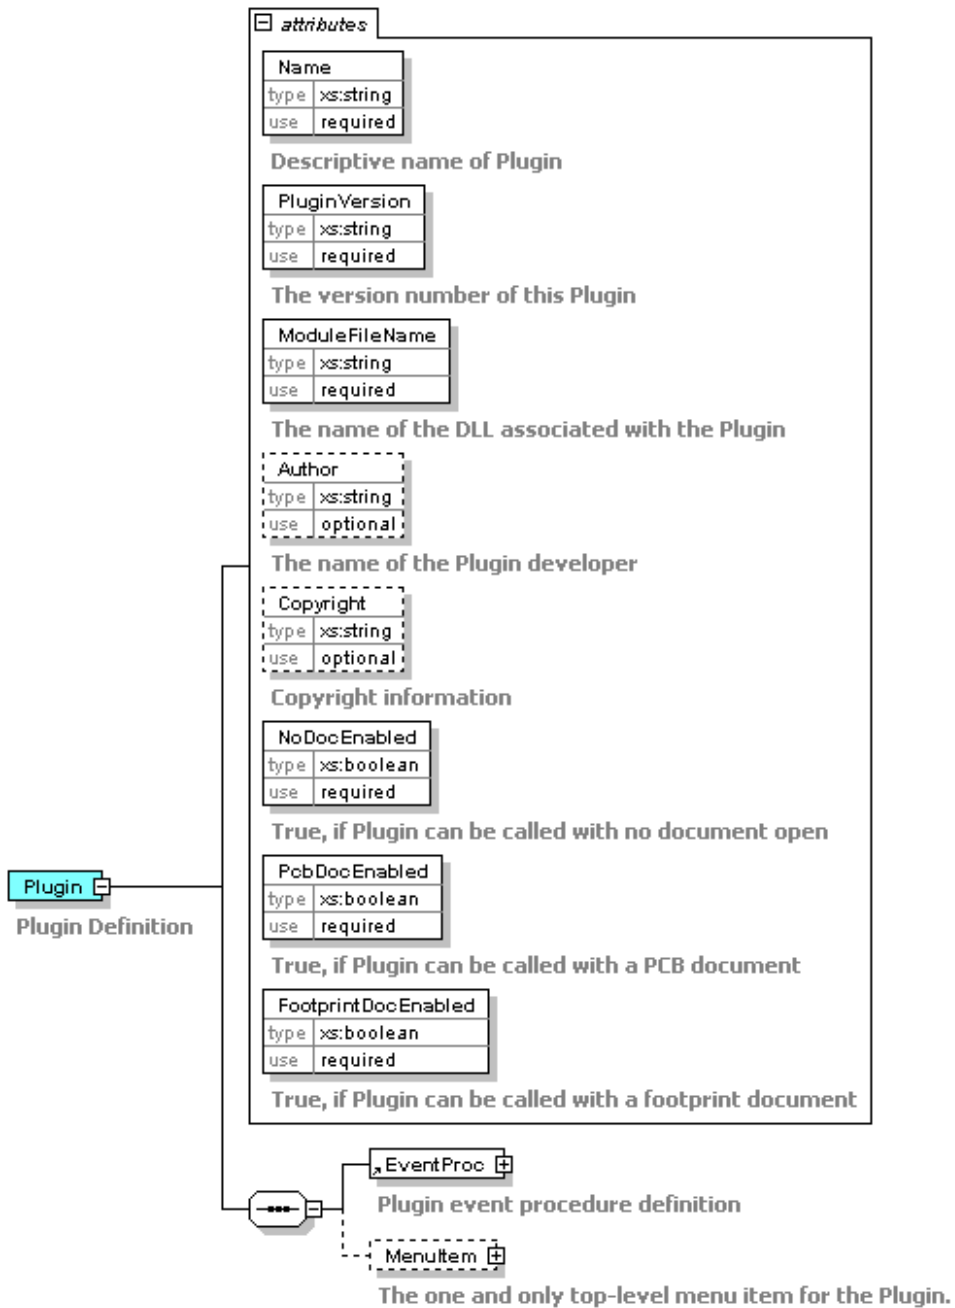 attributes
Name
type xs:string
use required
Descriptive name of Plugin
PluginVersion
type xs:string
use required
The version number of this Plugin
ModuleFileName
type xs:string
use required
The name of the DLL associated with the Plugin
Author
type xs:string
use optional
The name of the Plugin developer
Copyright
type xs:string
use optional
Copyright information
NoDocEnabled
type xs:boolean
use required
True, if Plugin can be called with no document open
PcbDocEnabled
type xs:boolean
use required
True, if Plugin can be called with a PCB document
FootprintDocEnabled
type xs:boolean
use required
True, if Plugin can be called with a footprint document
Plugin
Plugin Definition
EventProc
Plugin event procedure definition
MenuItem
The one and only top-level menu item for the Plugin.